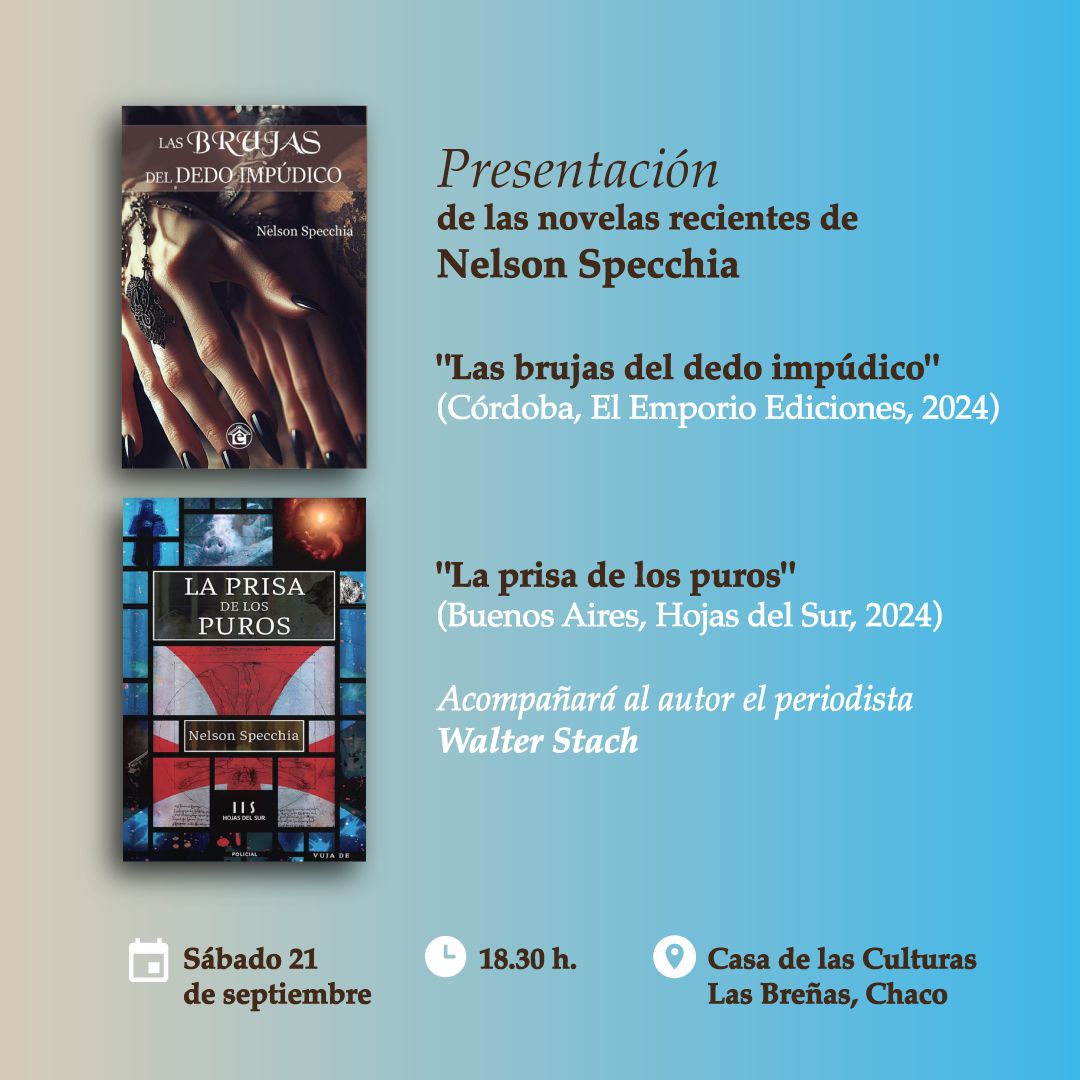 LAS BRUJAS
DEL DEDO IMPÚDICO
Nelson Specchia
e
Presentación
de las novelas recientes de
Nelson Specchia
"Las brujas del dedo impúdico"
(Córdoba, El Emporio Ediciones, 2024)
LA PRISA
DE LOS
PUROS
Nelson Specchia
HOJAS DEL SUR
POLICIAL
VUJA DE
"La prisa de los puros"
(Buenos Aires, Hojas del Sur, 2024)
Acompañará al autor el periodista
Walter Stach
Sábado 21
de septiembre
18.30 h.
Casa de las Culturas
Las Breñas, Chaco